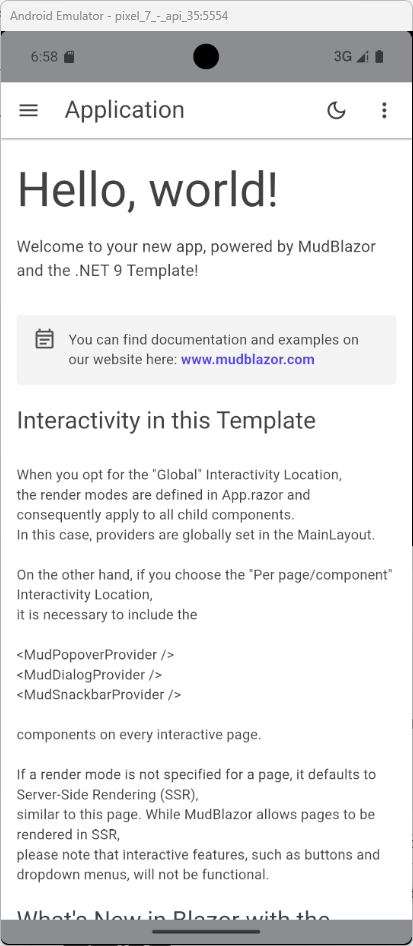 Android Emulator - pixel_7_-_api_35:5554
6:58
3G
Application
Hello, world!
Welcome to your new app, powered by MudBlazor
and the .NET 9 Template!
You can find documentation and examples on
our website here: www.mudblazor.com
Interactivity in this Template
When you opt for the "Global" Interactivity Location,
the render modes are defined in App.razor and
consequently apply to all child components.
In this case, providers are globally set in the MainLayout.
On the other hand, if you choose the "Per page/component"
Interactivity Location,
it is necessary to include the
<MudPopoverProvider />
<MudDialogProvider />
<MudSnackbarProvider />
components on every interactive page.
If a render mode is not specified for a page, it defaults to
Server-Side Rendering (SSR),
similar to this page. While MudBlazor allows pages to be
rendered in SSR,
please note that interactive features, such as buttons and
dropdown menus, will not be functional.
What's New in Blazor with the